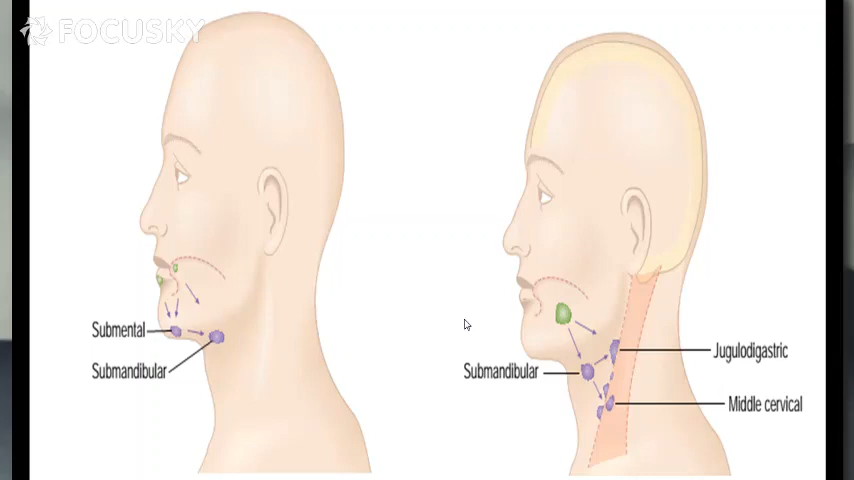 FOCUSKY
Submental
Submandibular
Submandibular
Jugulodigastric
Middle cervical